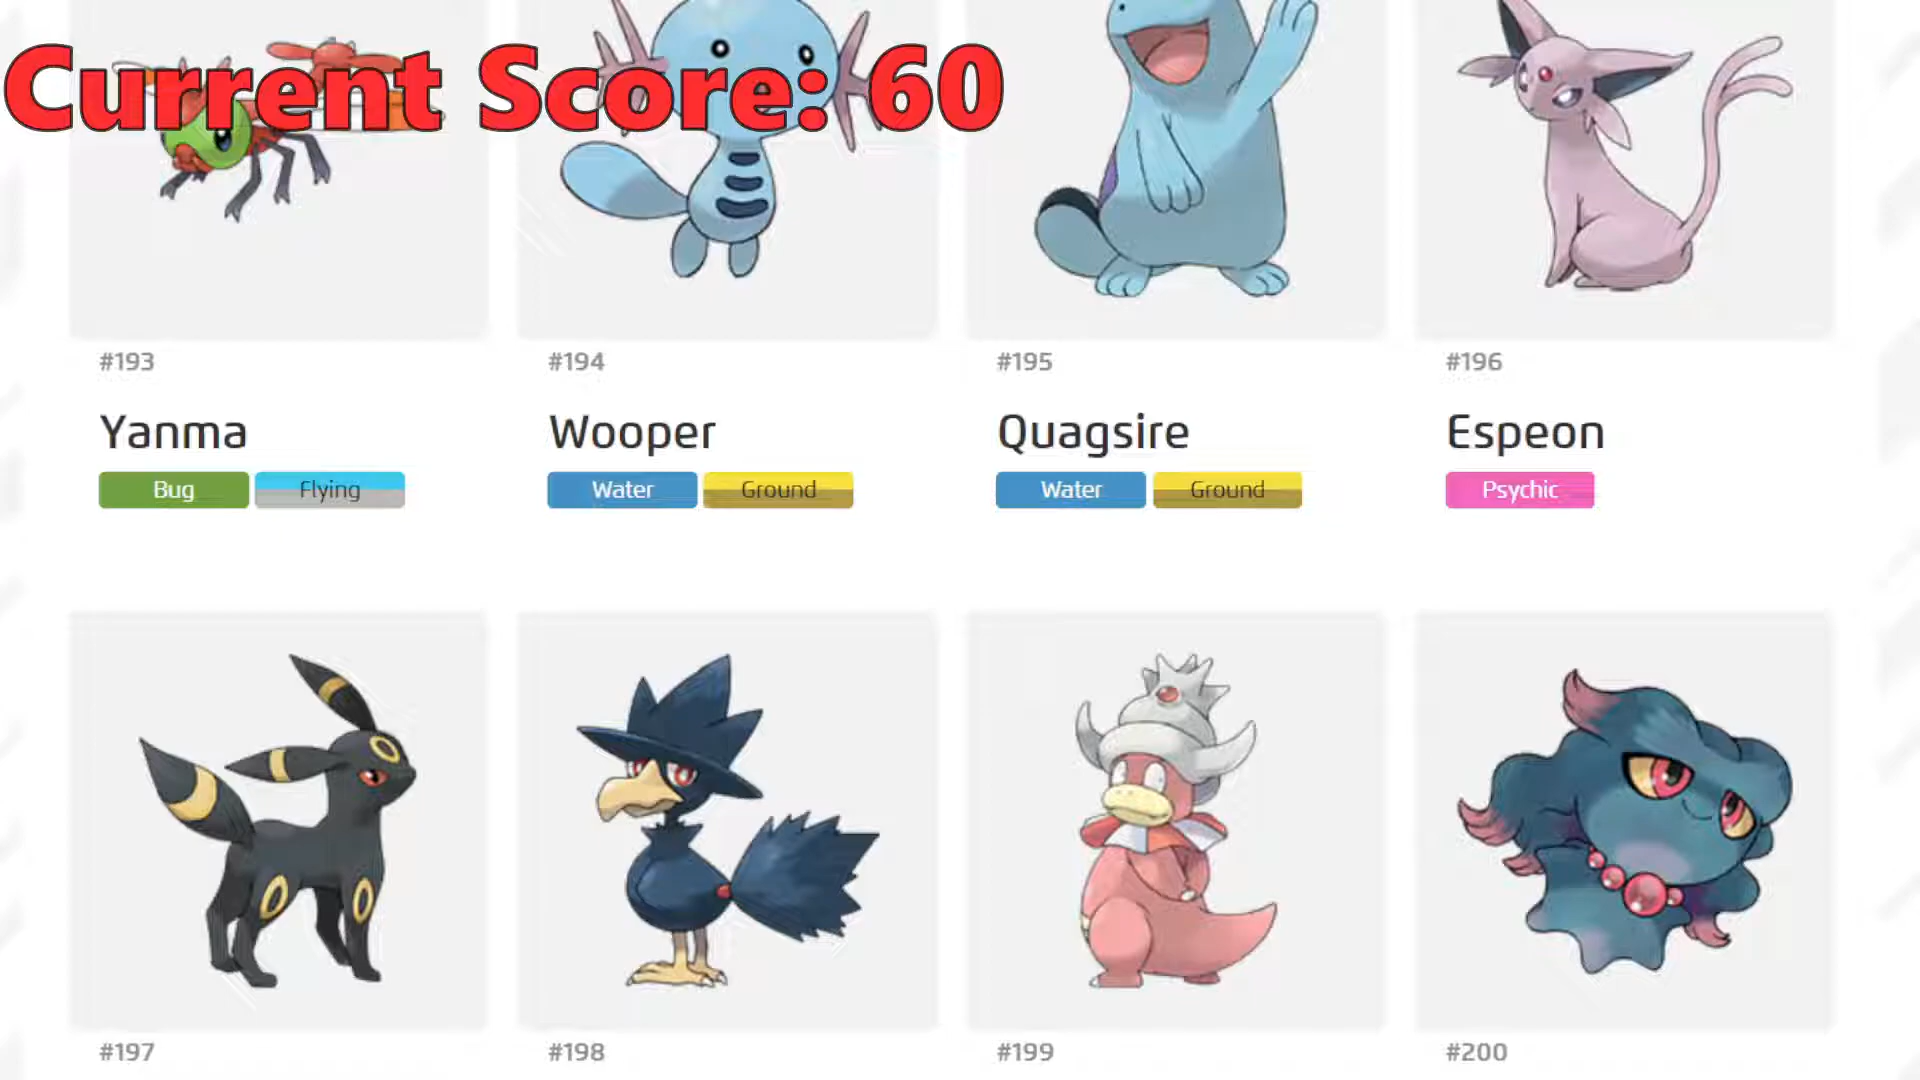 Current Score: 60
#193
#194
#195
#196
Yanma
Wooper
Quagsire
Espeon
Bug
Flying
Water
Ground
Water
Ground
Psychic
#197
#198
#199
#200